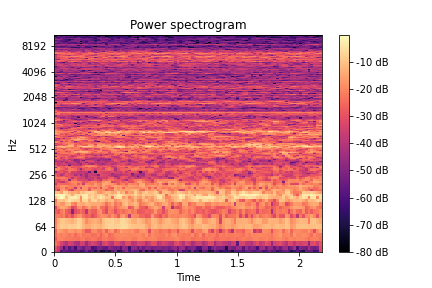 Power spectrogram
8192
4096
2048
1024
512
256
128
64
0
Hz
0
0.5
1
1.5
2
Time
-10 dB
-20 dB
-30 dB
-40 dB
-50 dB
-60 dB
-70 dB
-80 dB